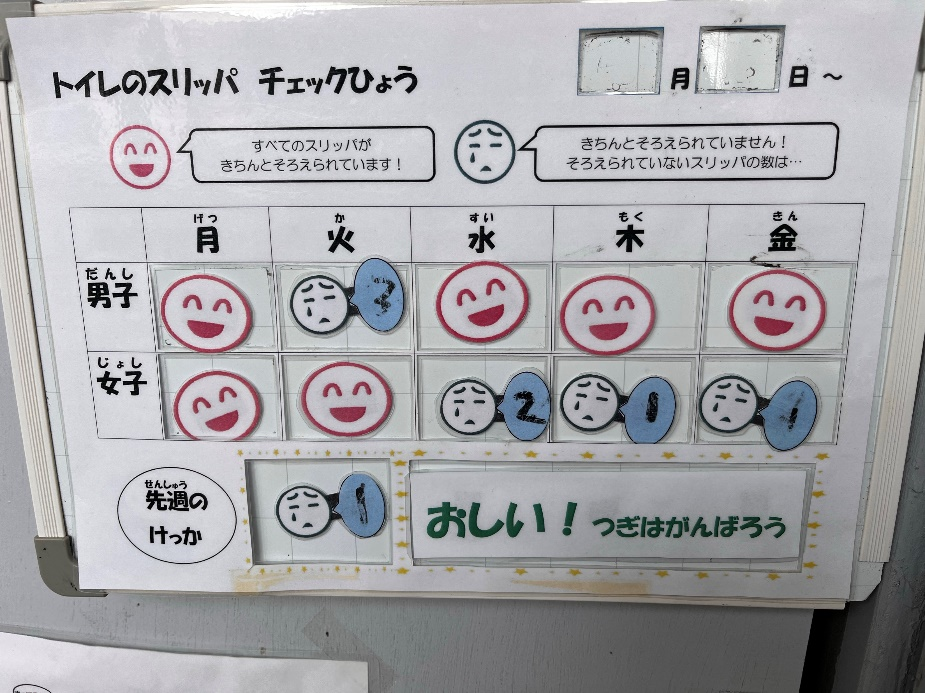 トイレのスリッパ チェックひょう
月 日～
すべてのスリッパが
きちんとそろえられています！
きちんとそろえられていません！
そろえられていないスリッパの数は…
げつ か すい もく きん
月 火 水 木 金
だんし
男子
じょし
女子 2 1 1
せんしゅう
先週の
けっか
1
おしい！ つぎはがんばろう